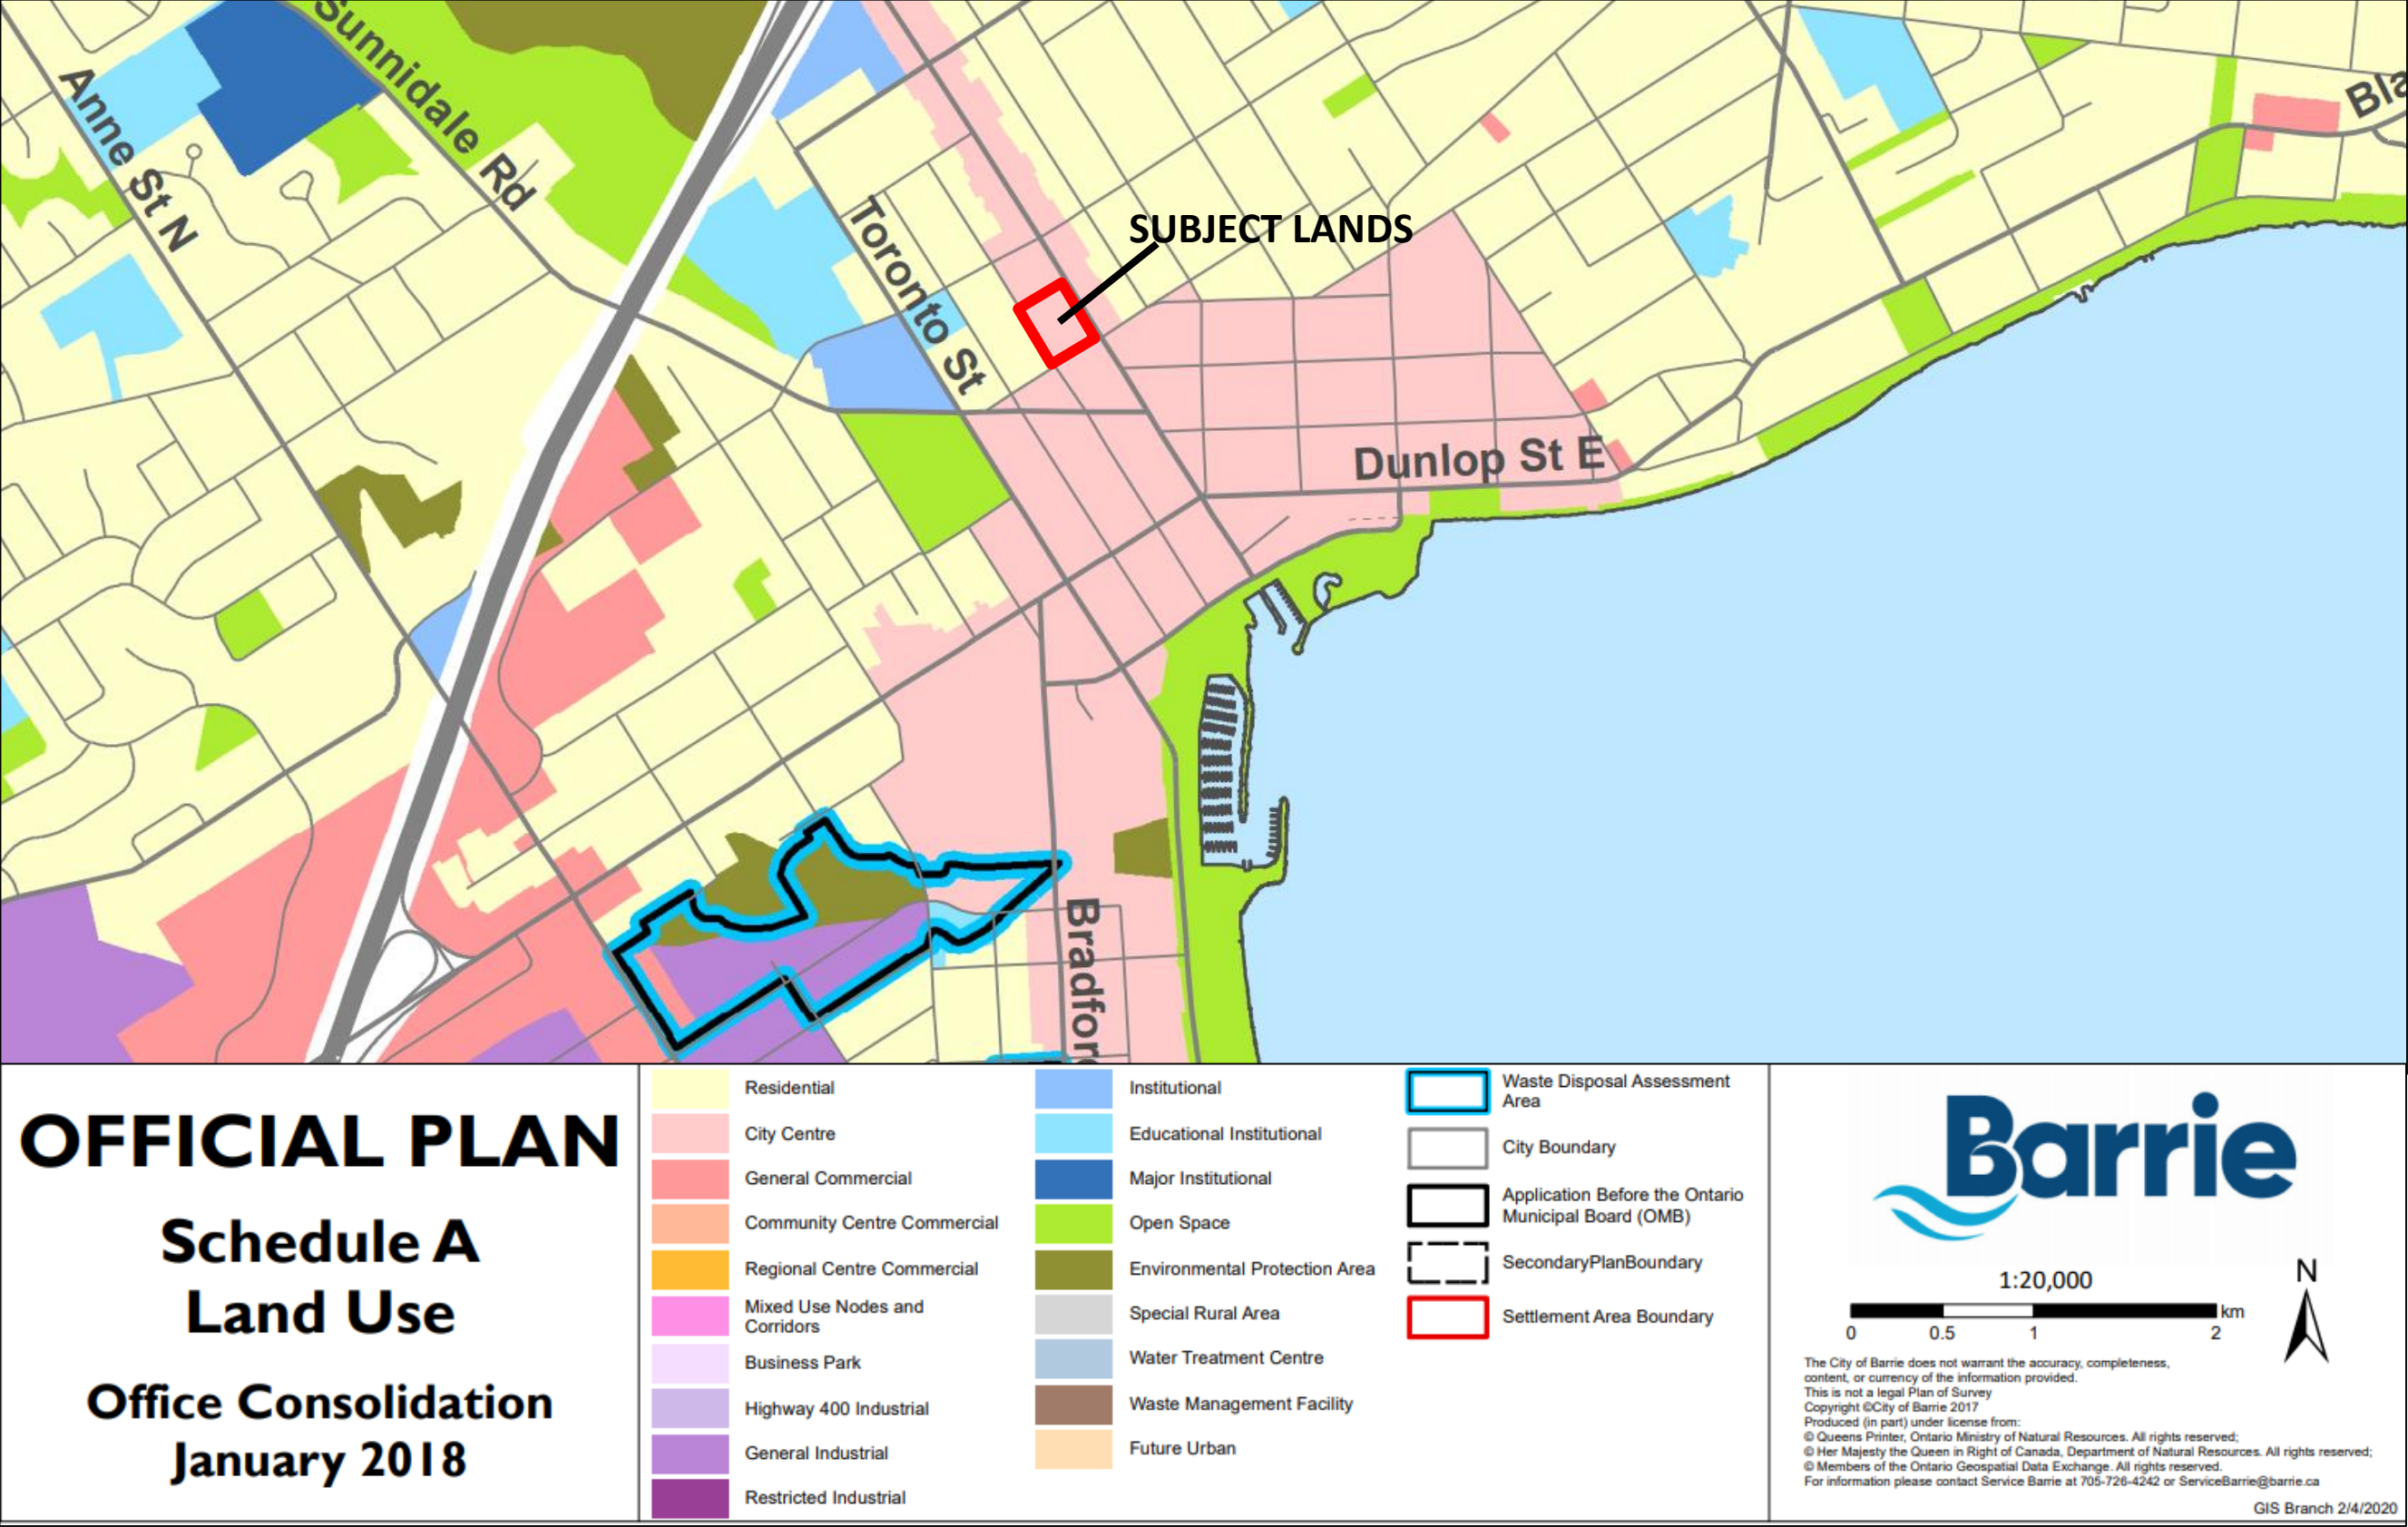 Sunnidale Rd
Anne St N
Bla
Toronto St
SUBJECT LANDS
Dunlop St E
Bradfor
OFFICIAL PLAN
Schedule A
Land Use
Office Consolidation
January 2018
Residential
City Centre
General Commercial
Community Centre Commercial
Regional Centre Commercial
Mixed Use Nodes and
Corridors
Business Park
Highway 400 Industrial
General Industrial
Restricted Industrial
Institutional
Educational Institutional
Major Institutional
Open Space
Environmental Protection Area
Special Rural Area
Water Treatment Centre
Waste Management Facility
Future Urban
Waste Disposal Assessment
Area
City Boundary
Application Before the Ontario
Municipal Board (OMB)
SecondaryPlanBoundary
Settlement Area Boundary
Barrie
1:20,000
N
km
0 0.5 1 2
The City of Barrie does not warrant the accuracy, completeness,
content, or currency of the information provided.
This is not a legal Plan of Survey
Copyright ©City of Barrie 2017
Produced (in part) under license from:
© Queens Printer, Ontario Ministry of Natural Resources. All rights reserved;
© Her Majesty the Queen in Right of Canada, Department of Natural Resources. All rights reserved;
© Members of the Ontario Geospatial Data Exchange. All rights reserved.
For information please contact Service Barrie at 705-726-4242 or ServiceBarrie@barrie.ca
GIS Branch 2/4/2020